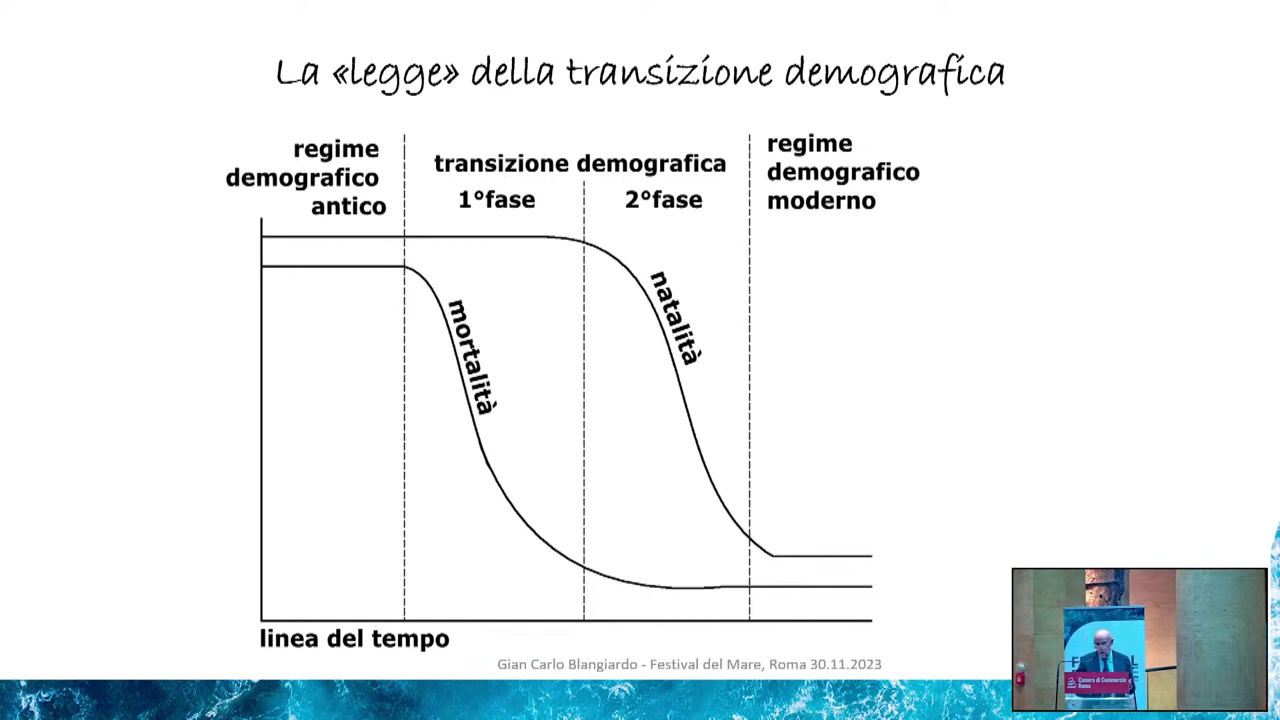 La «legge» della transizione demografica
regime
demografico
antico
transizione demografica
1°fase
2°fase
regime
demografico
moderno
mortalità
natalità
linea del tempo
Gian Carlo Blangiardo - Festival del Mare, Roma 30.11.2023
Camera di Commercio
Roma